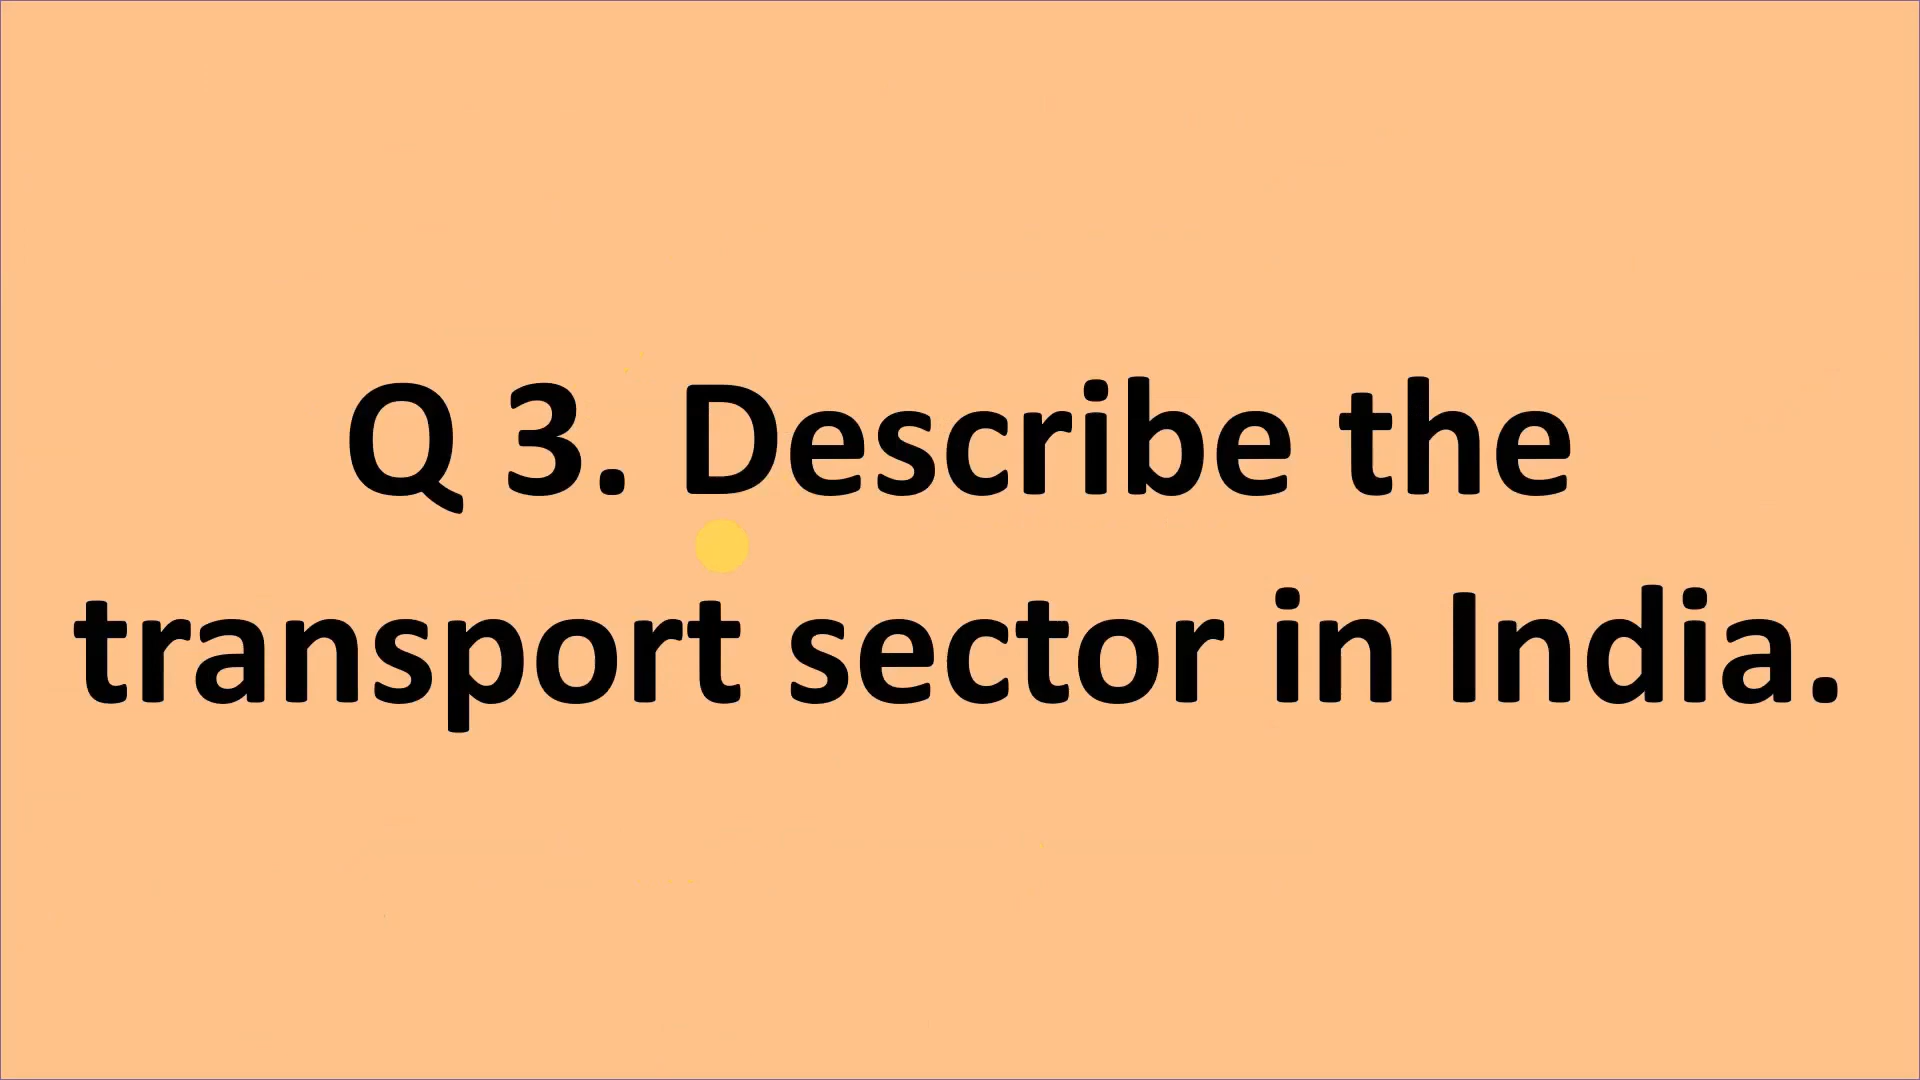 Q 3. Describe the
transport sector in India.